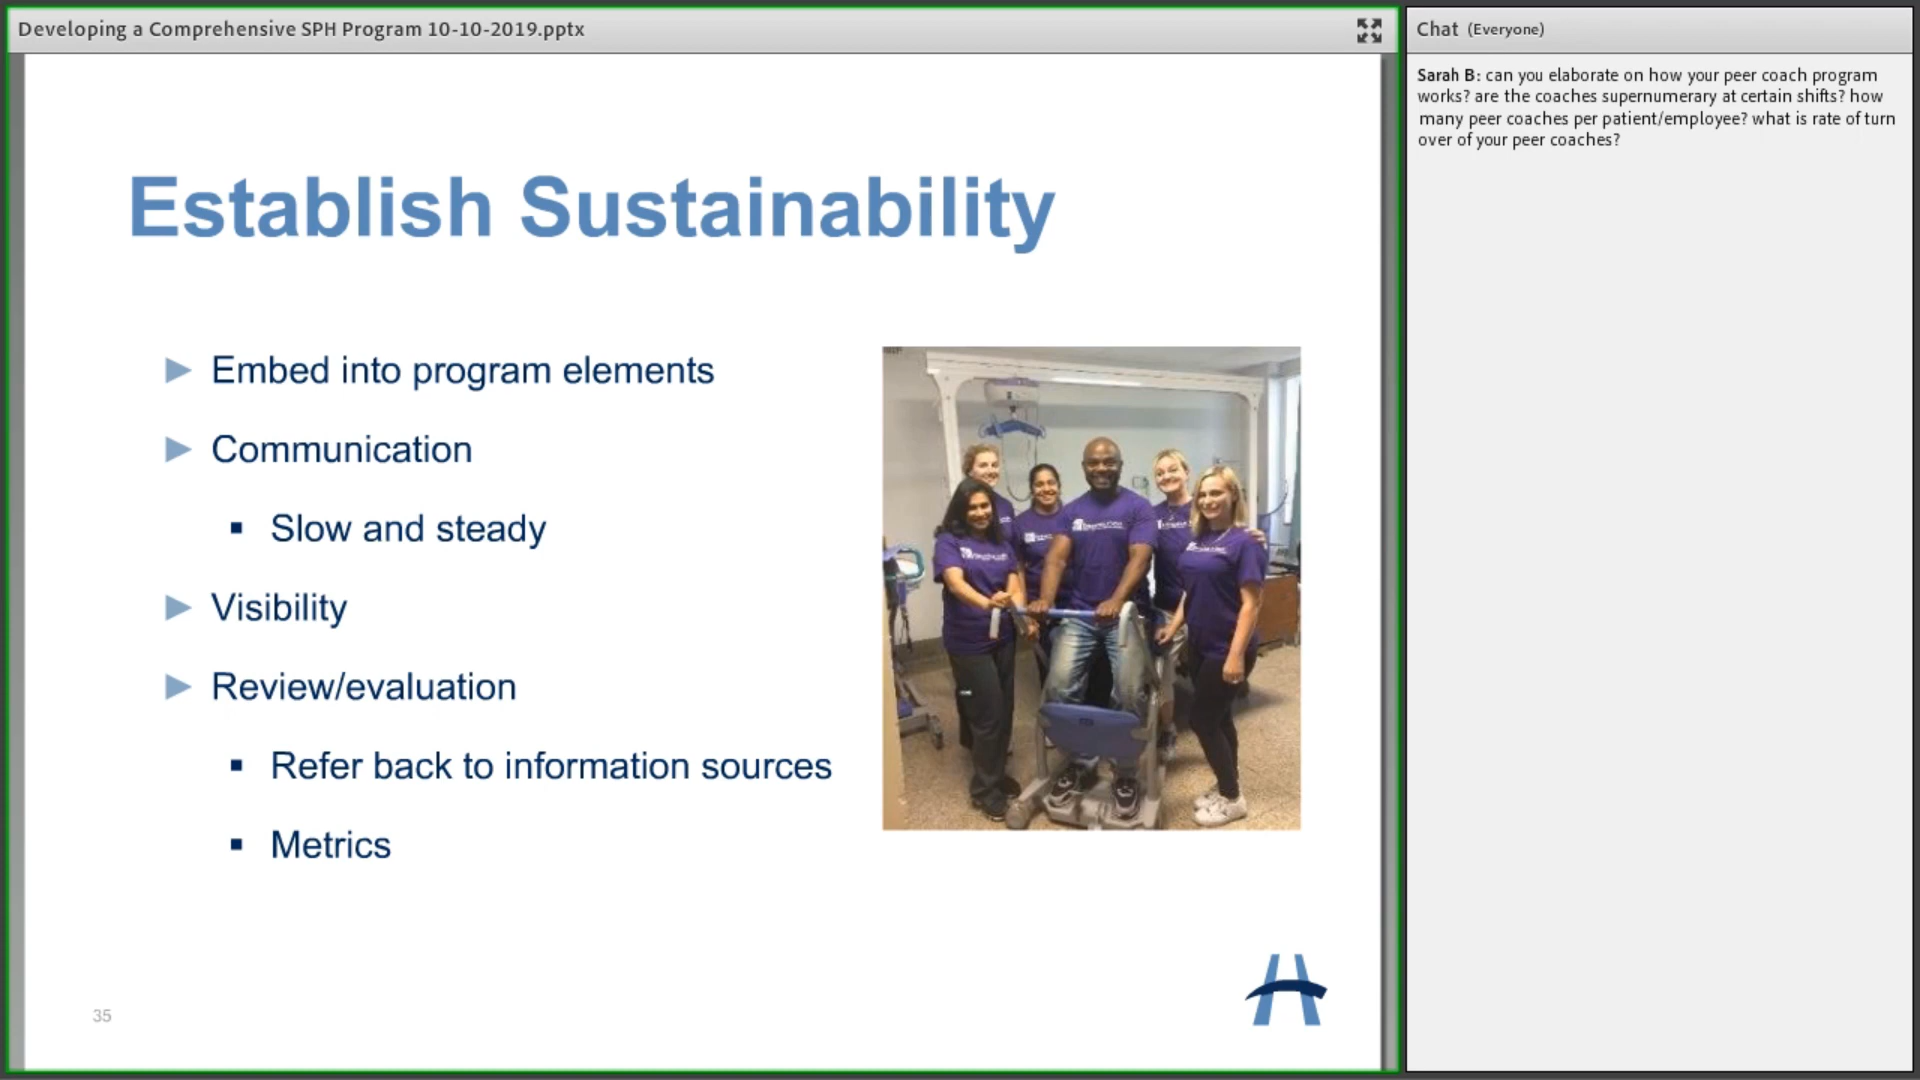 Developing a Comprehensive SPH Program 10-10-2019.pptx
Establish Sustainability
Embed into program elements
Communication
Slow and steady
Visibility
Review/evaluation
Refer back to information sources
Metrics
35
Chat (Everyone)
Sarah B: can you elaborate on how your peer coach program
works? are the coaches supernumerary at certain shifts? how
many peer coaches per patient/employee? what is rate of turn
over of your peer coaches?